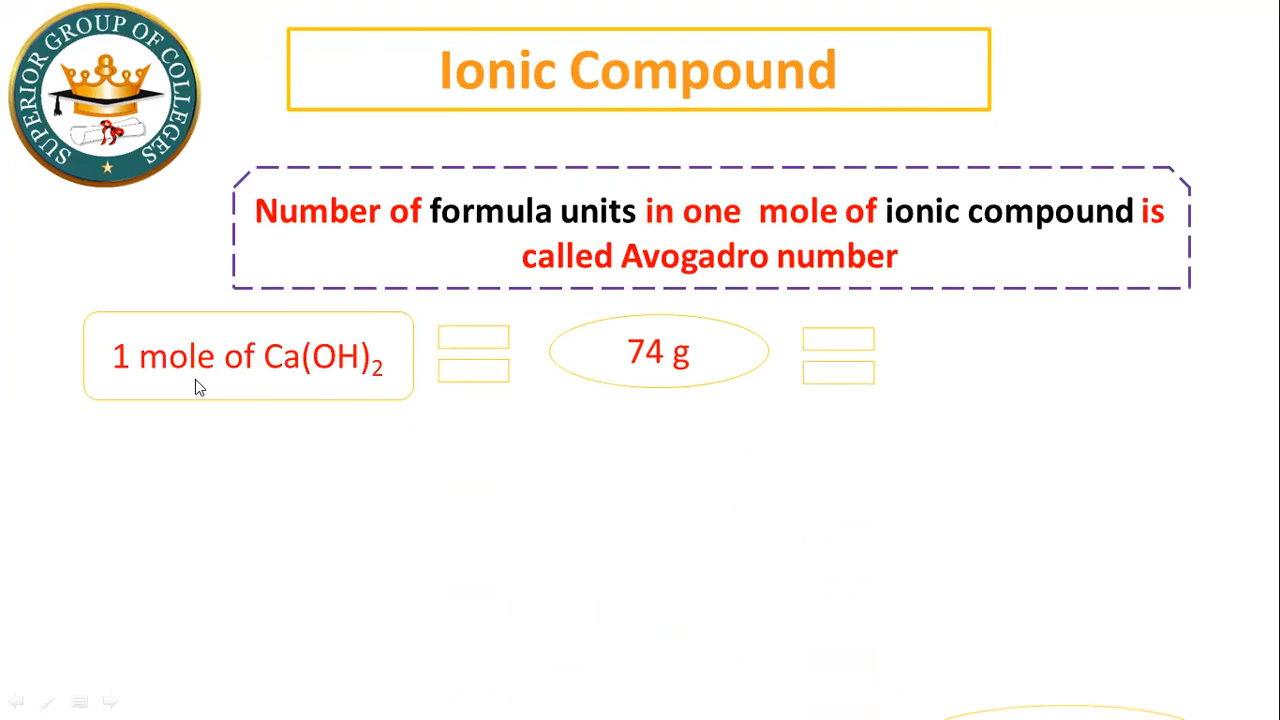 SUPERIOR GROUP OF COLLEGES
Ionic Compound
Number of formula units in one mole of ionic compound is
called Avogadro number
1 mole of Ca(OH)₂
74 g